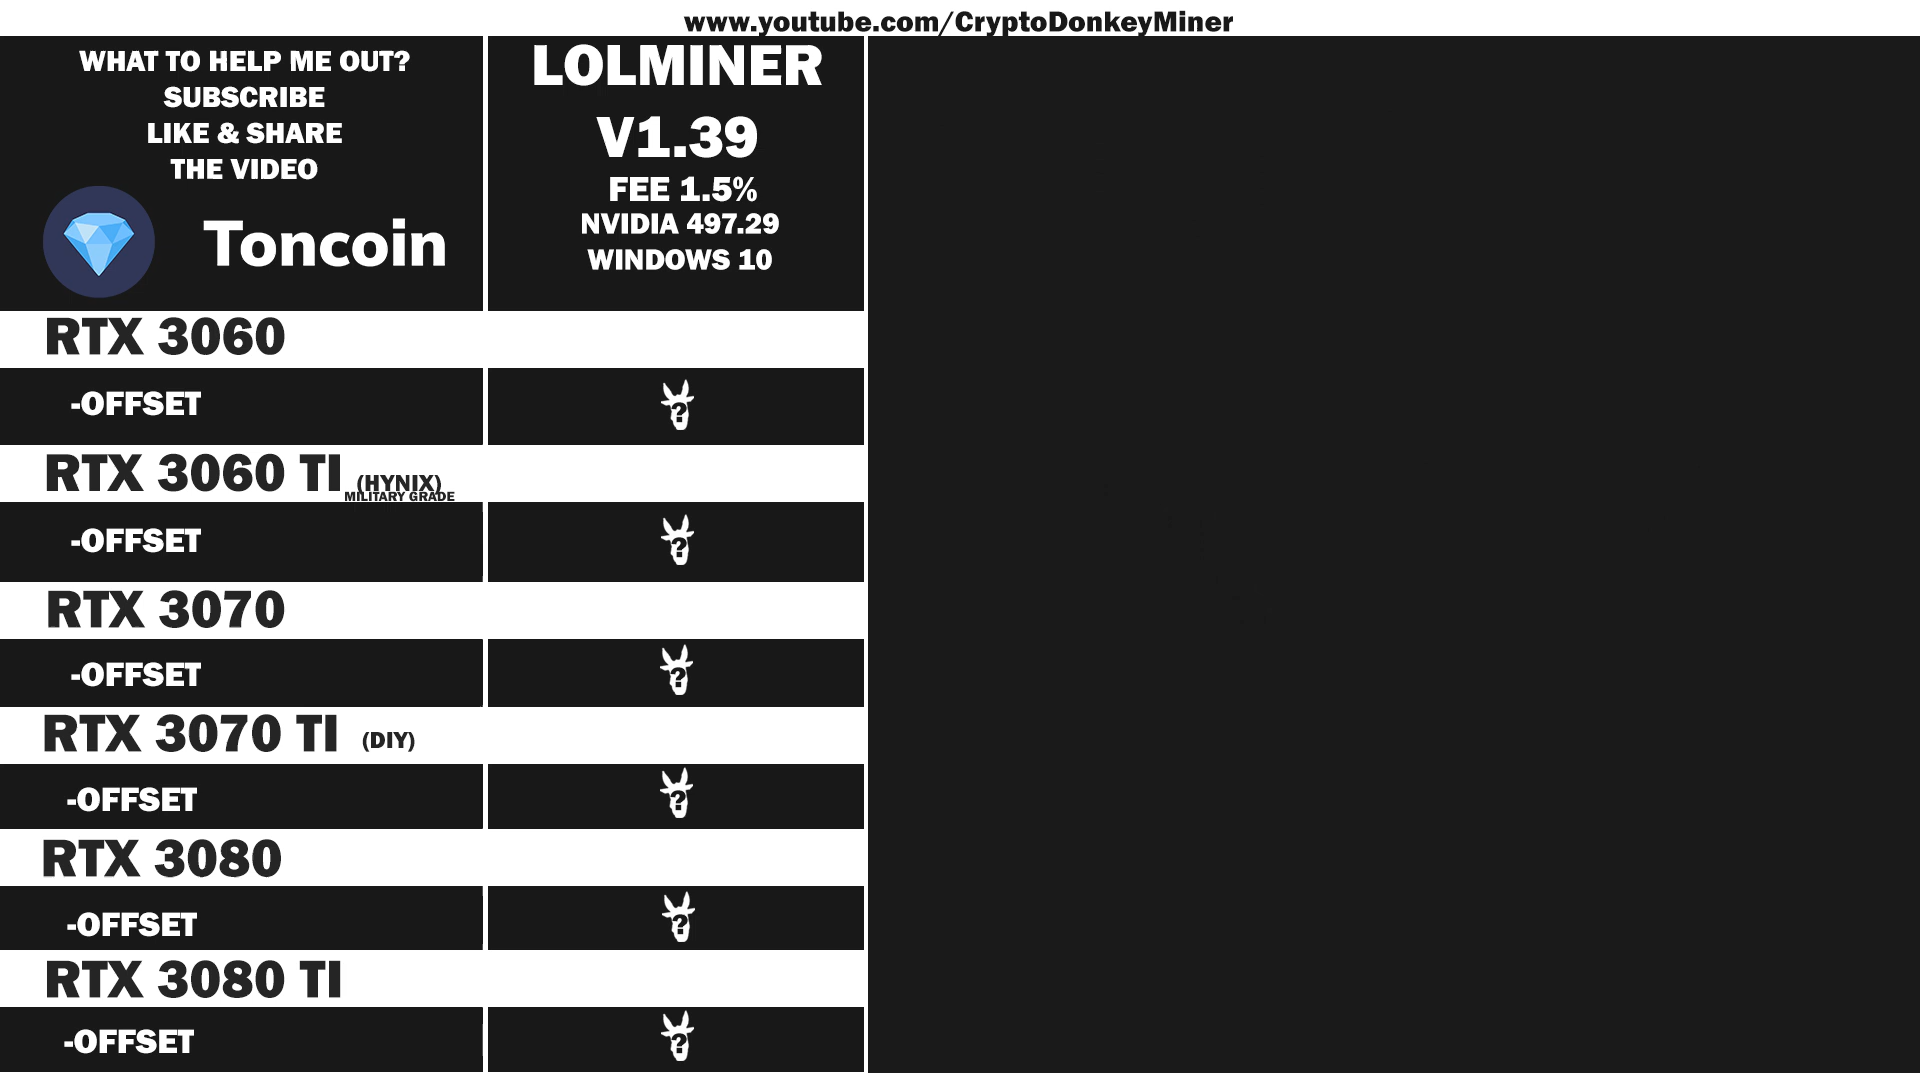 www.youtube.com/CryptoDonkeyMiner
WHAT TO HELP ME OUT?
SUBSCRIBE
LIKE & SHARE
THE VIDEO
Toncoin
LOLMINER
V1.39
FEE 1.5%
NVIDIA 497.29
WINDOWS 10
RTX 3060
-OFFSET
?
RTX 3060 TI (HYNIX)
MILITARY GRADE
-OFFSET
?
RTX 3070
-OFFSET
?
RTX 3070 TI (DIY)
-OFFSET
?
RTX 3080
-OFFSET
?
RTX 3080 TI
-OFFSET
?